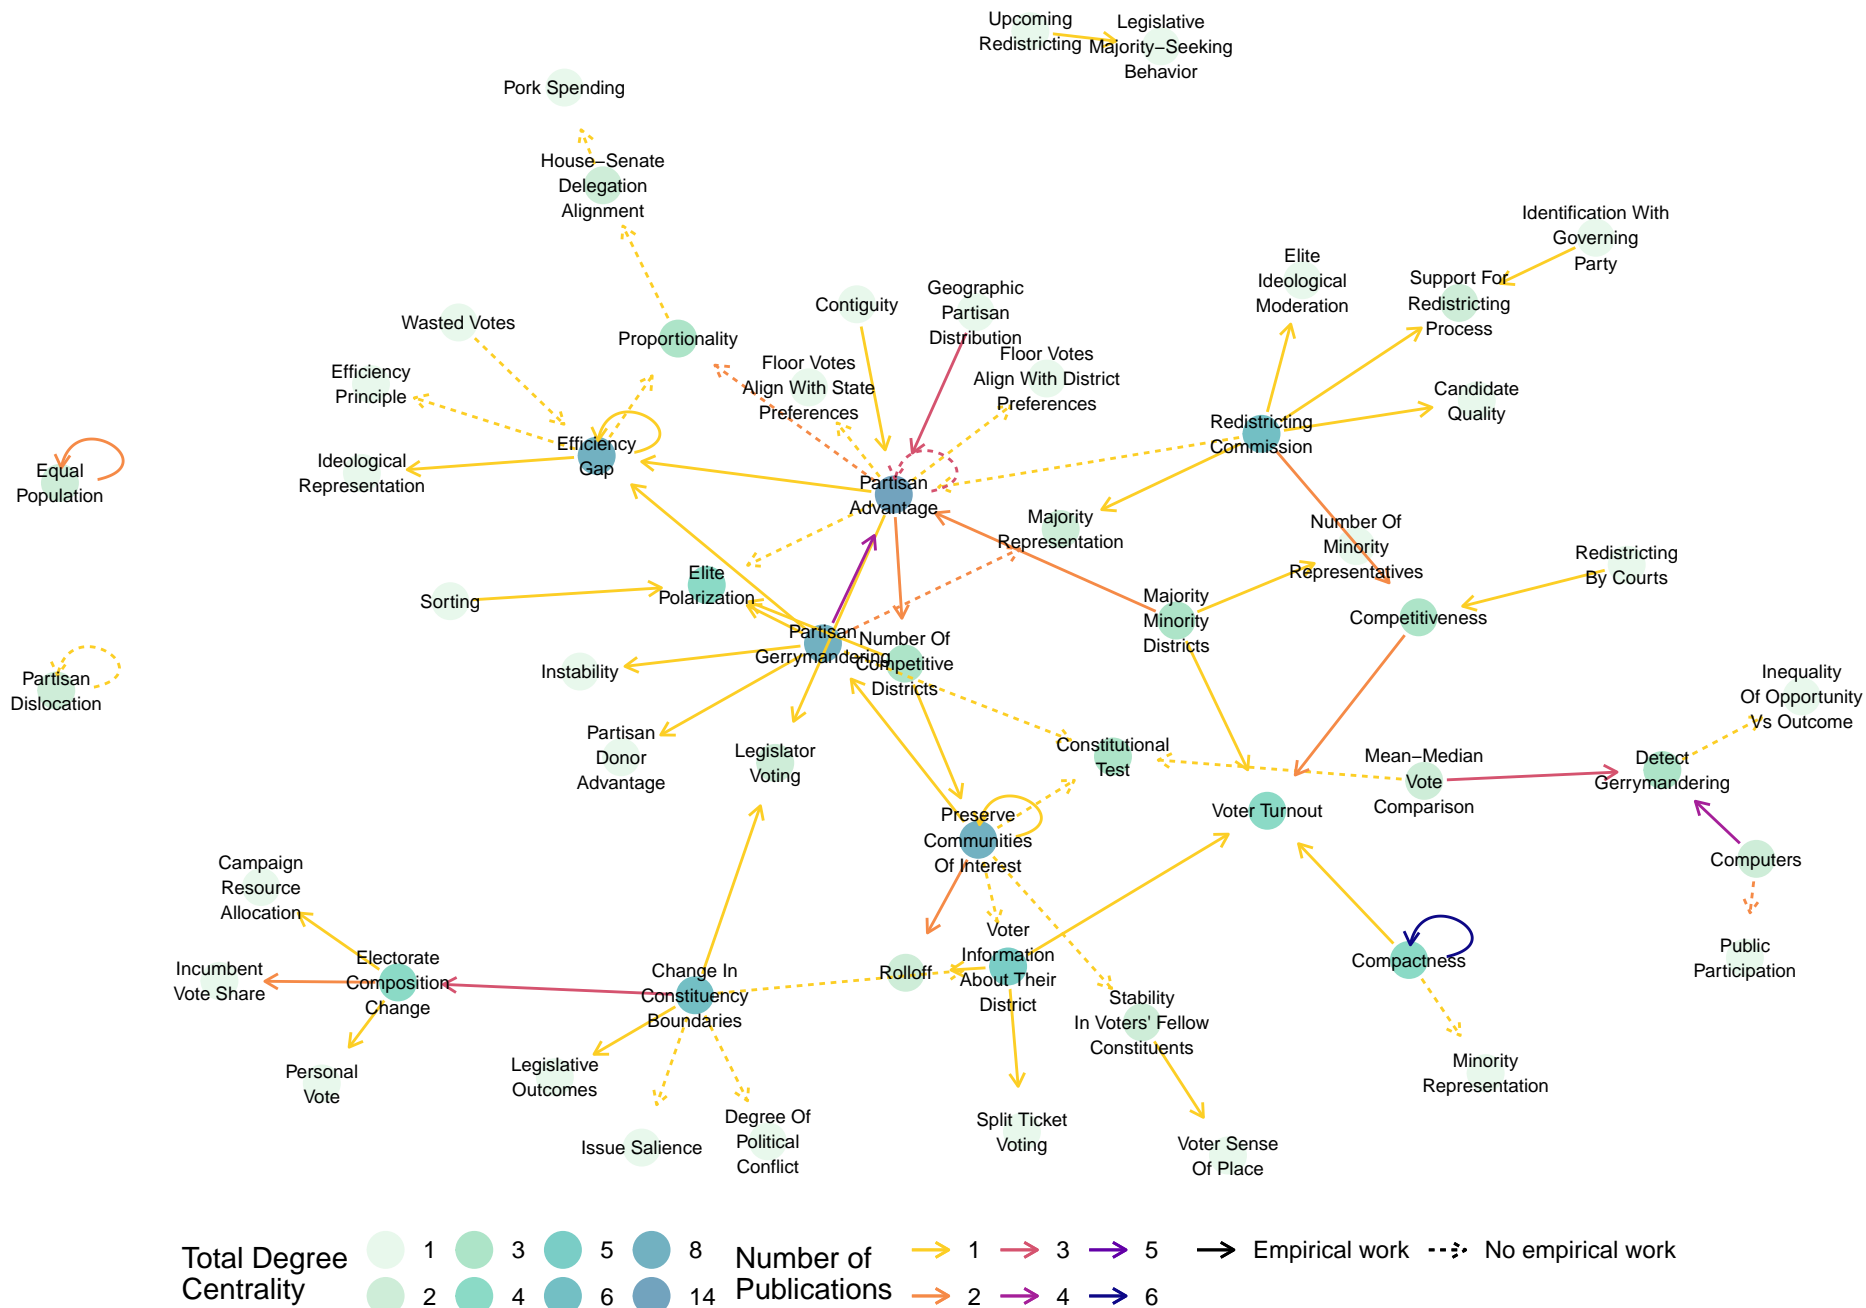 Upcoming
Redistricting
Legislative
Majority−Seeking
Behavior
Pork Spending
House−Senate
Delegation
Alignment
Identification With
Governing
Party
Elite
Ideological
Moderation
Support For
Redistricting
Process
Wasted Votes
Proportionality
Contiguity
Geographic
Partisan
Distribution
Efficiency
Principle
Floor Votes
Align With State
Preferences
Floor Votes
Align With District
Preferences
Candidate
Quality
Redistricting
Commission
Efficiency
Gap
Ideological
Representation
Equal
Population
Partisan
Advantage
Majority
Representation
Number Of
Minority
Representatives
Redistricting
By Courts
Elite
Polarization
Sorting
Majority
Minority
Districts
Competitiveness
Partisan
Gerrymandering
Number Of
Competitive
Districts
Instability
Partisan
Dislocation
Inequality
Of Opportunity
Vs Outcome
Partisan
Donor
Advantage
Legislator
Voting
Constitutional
Test
Mean−Median
Vote
Comparison
Detect
Gerrymandering
Voter Turnout
Preserve
Communities
Of Interest
Computers
Campaign
Resource
Allocation
Voter
Information
About Their
District
Rolloff
Compactness
Public
Participation
Incumbent
Vote Share
Electorate
Composition
Change
Change In
Constituency
Boundaries
Stability
In Voters' Fellow
Constituents
Personal
Vote
Legislative
Outcomes
Minority
Representation
Issue Salience
Degree Of
Political
Conflict
Split Ticket
Voting
Voter Sense
Of Place
Total Degree
Centrality
1
3
5
8
2
4
6
14
Number of
Publications
1
3
5
2
4
6
Empirical work
No empirical work